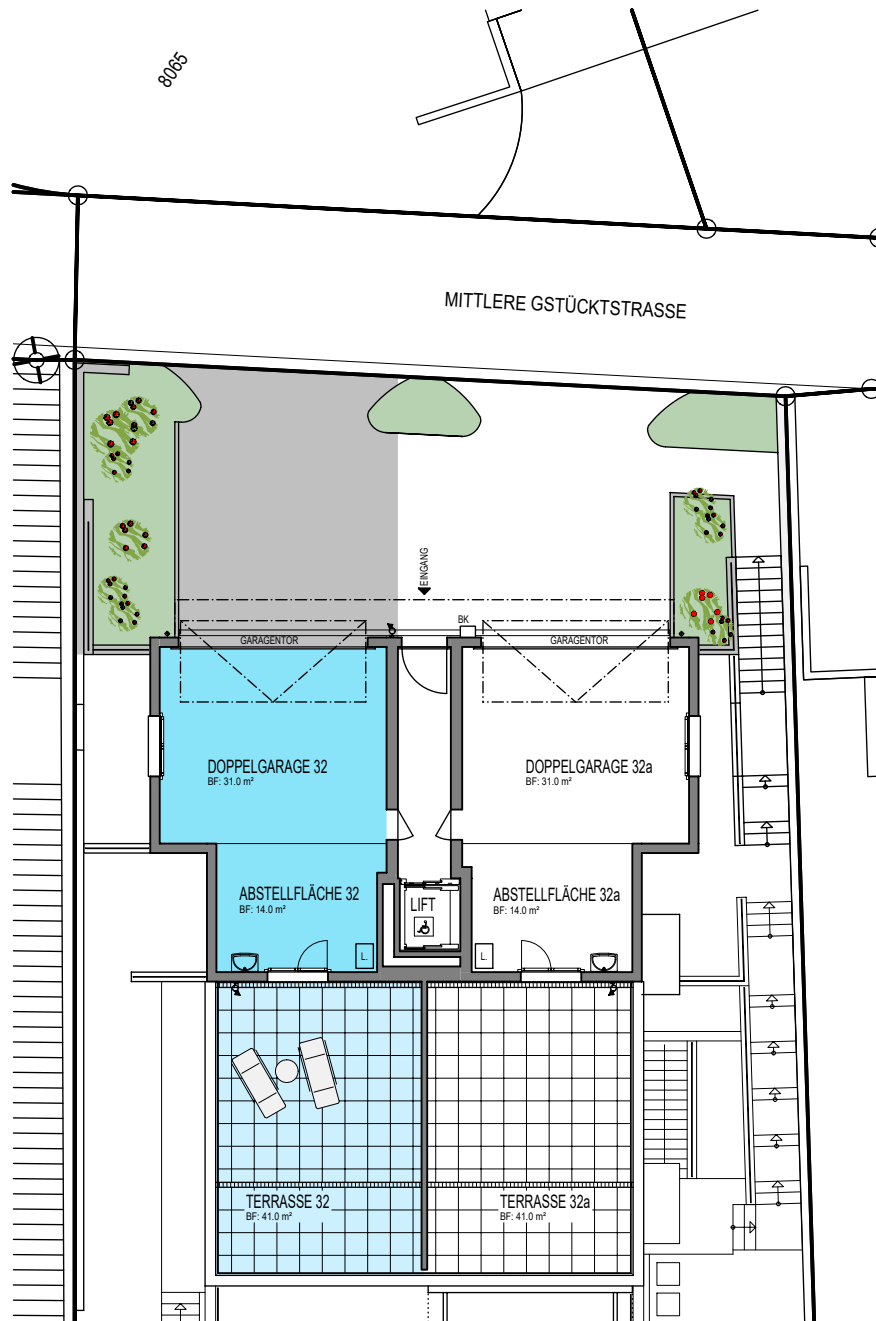 8065
MITTLERE GSTÜCKTSTRASSE
EINGANG
BK
GARAGENTOR
GARAGENTOR
DOPPELGARAGE 32
BF: 31.0 m²
DOPPELGARAGE 32a
BF: 31.0 m²
ABSTELLFLÄCHE 32
BF: 14.0 m²
LIFT
ABSTELLFLÄCHE 32a
BF: 14.0 m²
L.
L.
TERRASSE 32
BF: 41.0 m²
TERRASSE 32a
BF: 41.0 m²